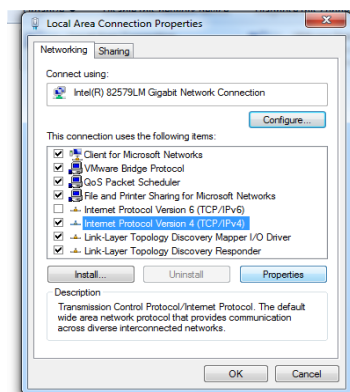 Local Area Connection Properties
Networking
Sharing
Connect using:
Intel(R) 82579LM Gigabit Network Connection
Configure...
This connection uses the following items:
Client for Microsoft Networks
VMware Bridge Protocol
QoS Packet Scheduler
File and Printer Sharing for Microsoft Networks
Internet Protocol Version 6 (TCP/IPv6)
Internet Protocol Version 4 (TCP/IPv4)
Link-Layer Topology Discovery Mapper I/O Driver
Link-Layer Topology Discovery Responder
Install...
Uninstall
Properties
Description
Transmission Control Protocol/Internet Protocol. The default
wide area network protocol that provides communication
across diverse interconnected networks.
OK
Cancel